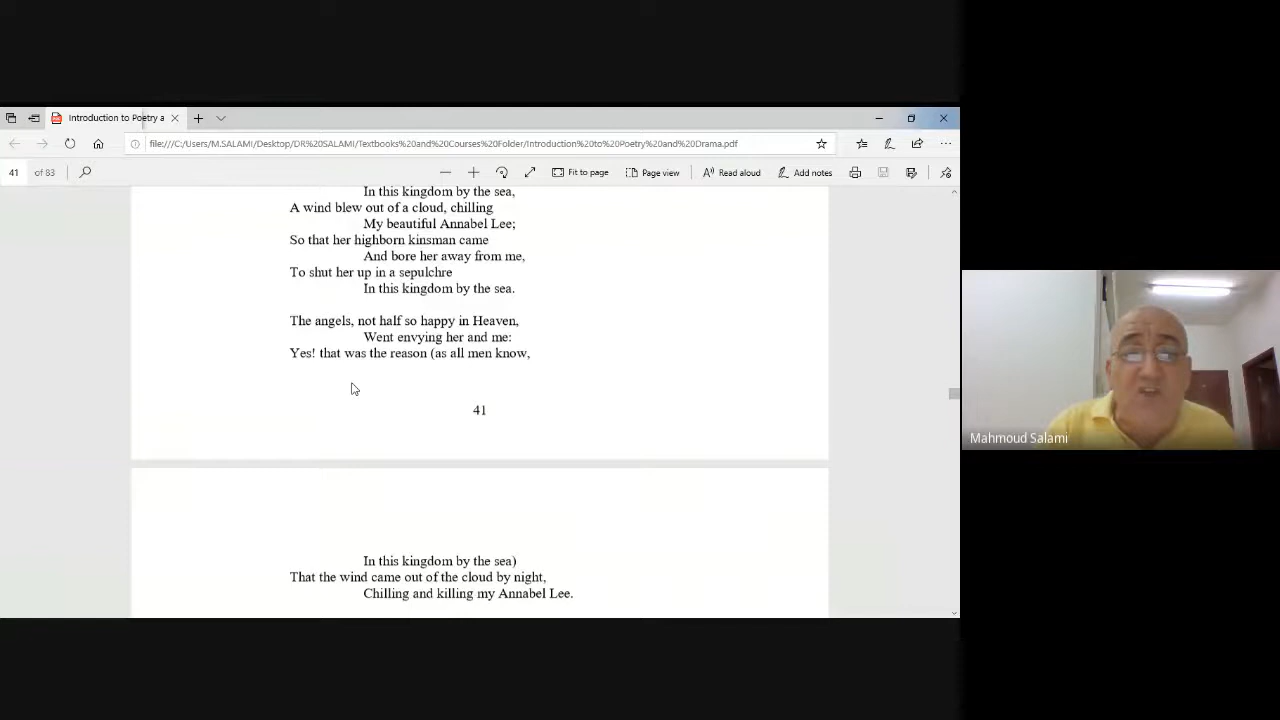 Introduction to Poetry a
file:///C:/Users/M.SALAMI/Desktop/DR%20SALAMI/Textbooks%20and%20Courses%20Folder/Introduction%20to%20Poetry%20and%20Drama.pdf
41 of 83 Fit to page Page view Read aloud Add notes
In this kingdom by the sea,
A wind blew out of a cloud, chilling
My beautiful Annabel Lee;
So that her highborn kinsman came
And bore her away from me,
To shut her up in a sepulchre
In this kingdom by the sea.
The angels, not half so happy in Heaven,
Went envying her and me:
Yes! that was the reason (as all men know,
41
In this kingdom by the sea)
That the wind came out of the cloud by night,
Chilling and killing my Annabel Lee.
Mahmoud Salami